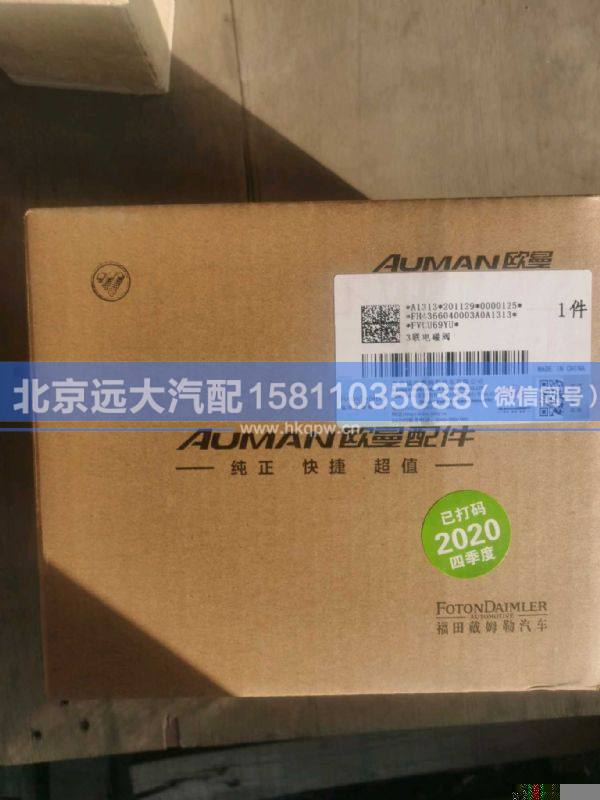 AUMAN欧曼
*A1313*201129*0000125*
*FH4366040003A0A1313*
*FVCU69YU*
3联电磁阀
1件
MADE IN CHINA
北京远大汽配15811035038（微信同号）
www.hkqpw.cn
AUMAN欧曼配件
纯正 快捷 超值
已打码
2020
四季度
FOTONDAIMLER
AUTOMOTIVE
福田戴姆勒汽车